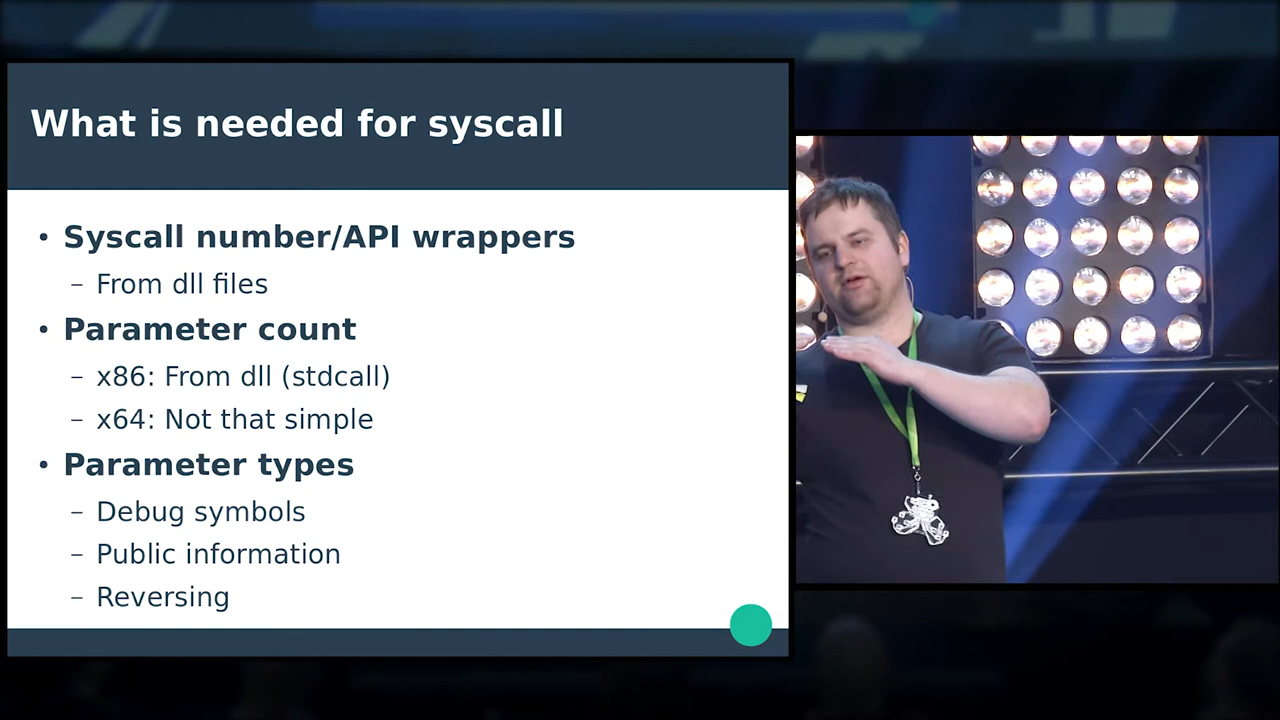 What is needed for syscall
• Syscall number/API wrappers
– From dll files
• Parameter count
– x86: From dll (stdcall)
– x64: Not that simple
• Parameter types
– Debug symbols
– Public information
– Reversing